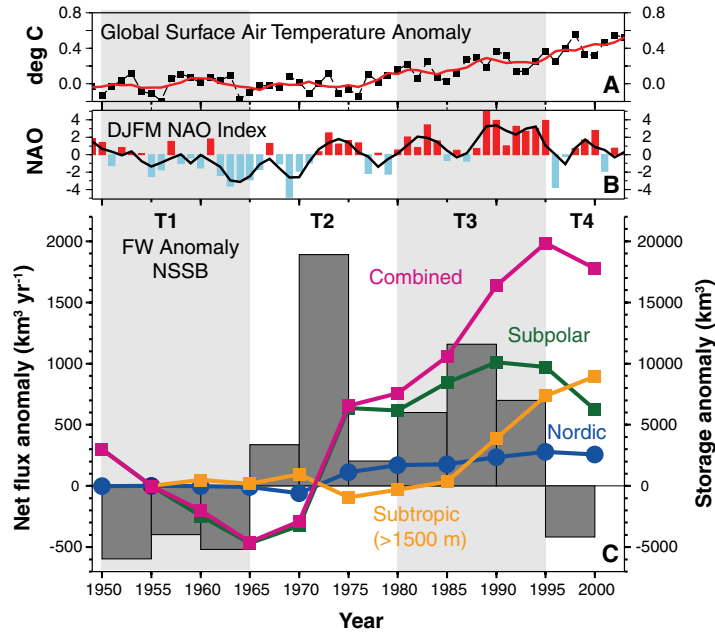 0.8
0.4
0.0
deg C
Global Surface Air Temperature Anomaly
A
0.8
0.4
0.0
4
2
0
-2
-4
NAO
DJFM NAO Index
B
4
2
0
-2
-4
T1
T2
T3
T4
FW Anomaly
NSSB
Combined
Subpolar
Nordic
Subtropic
(>1500 m)
C
2000
1500
1000
500
0
-500
Net flux anomaly (km³ yr⁻¹)
20000
15000
10000
5000
0
-5000
Storage anomaly (km³)
1950 1955 1960 1965 1970 1975 1980 1985 1990 1995 2000
Year